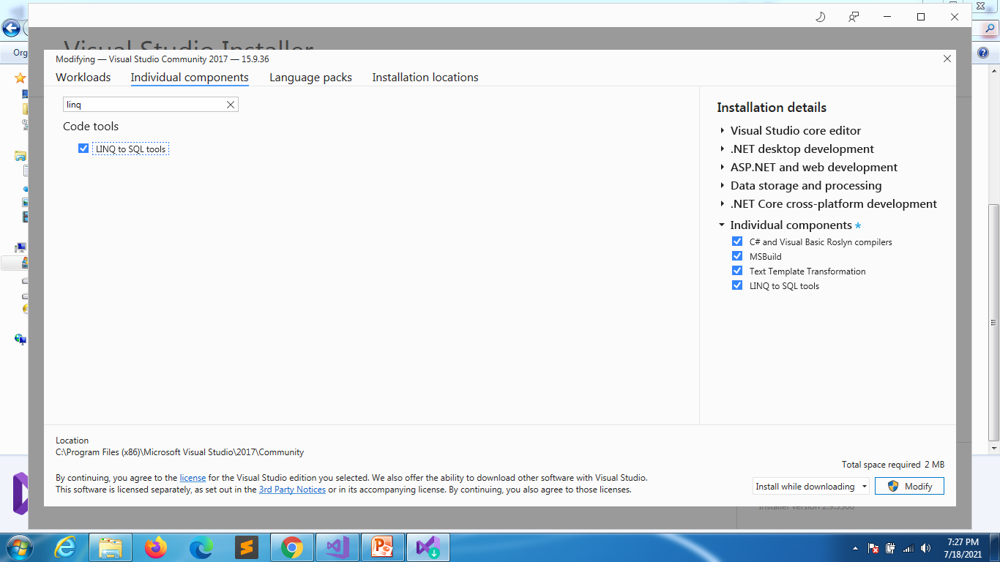 Visual Studio Installer
Org
Modifying — Visual Studio Community 2017 — 15.9.36
Workloads Individual components Language packs Installation locations
linq
Code tools
LINQ to SQL tools
Installation details
Visual Studio core editor
.NET desktop development
ASP.NET and web development
Data storage and processing
.NET Core cross-platform development
Individual components *
C# and Visual Basic Roslyn compilers
MSBuild
Text Template Transformation
LINQ to SQL tools
Location
C:\Program Files (x86)\Microsoft Visual Studio\2017\Community
Total space required 2 MB
By continuing, you agree to the license for the Visual Studio edition you selected. We also offer the ability to download other software with Visual Studio.
This software is licensed separately, as set out in the 3rd Party Notices or in its accompanying license. By continuing, you also agree to those licenses.
Install while downloading
Modify
7:27 PM
7/18/2021